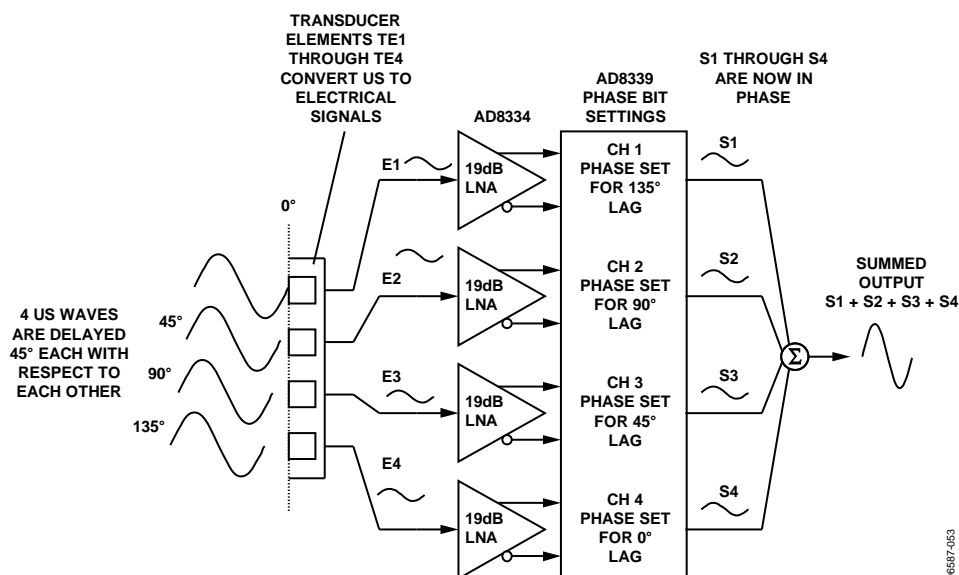 TRANSDUCER
ELEMENTS TE1
THROUGH TE4
CONVERT US TO
ELECTRICAL
SIGNALS
AD8334
AD8339
PHASE BIT
SETTINGS
S1 THROUGH S4
ARE NOW IN
PHASE
0°
4 US WAVES
ARE DELAYED
45° EACH WITH
RESPECT TO
EACH OTHER
45°
90°
135°
E1
19dB
LNA
CH 1
PHASE SET
FOR 135°
LAG
S1
E2
19dB
LNA
CH 2
PHASE SET
FOR 90°
LAG
S2
E3
19dB
LNA
CH 3
PHASE SET
FOR 45°
LAG
S3
E4
19dB
LNA
CH 4
PHASE SET
FOR 0°
LAG
S4
Σ
SUMMED
OUTPUT
S1 + S2 + S3 + S4
06587-053